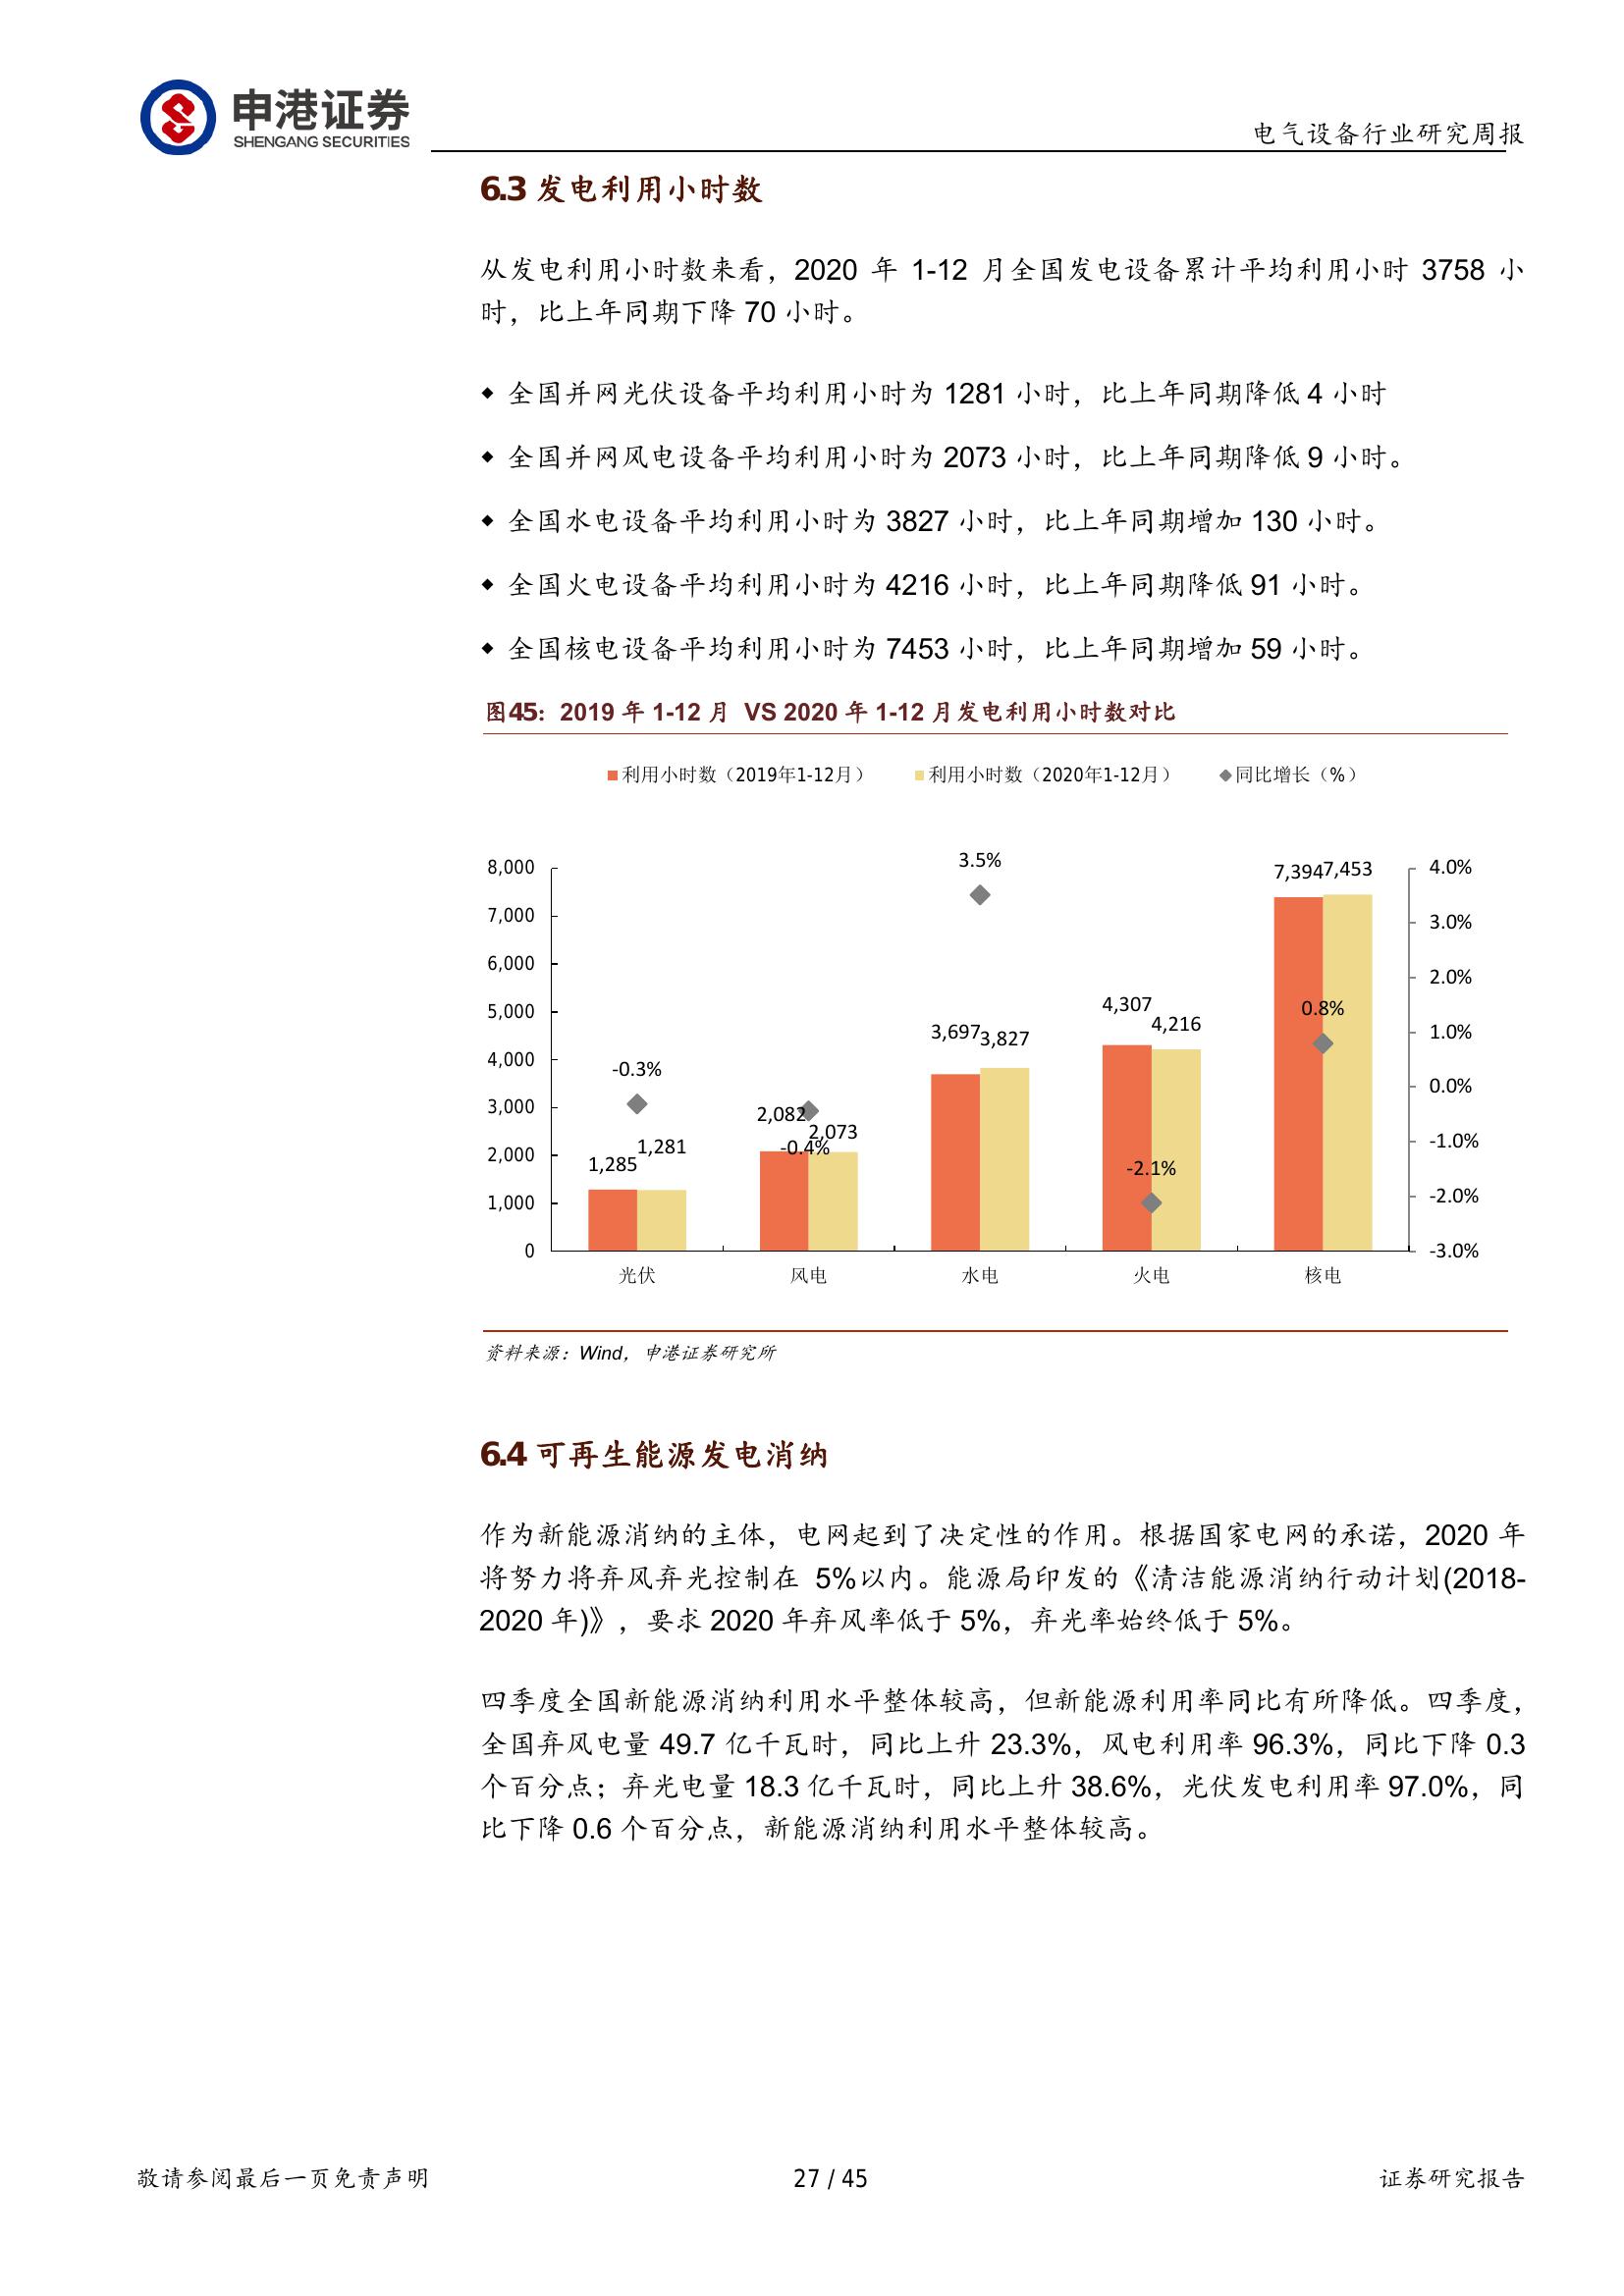 申港证券
SHENGANG SECURITIES
电气设备行业研究周报
6.3 发电利用小时数
从发电利用小时数来看，2020 年 1-12 月全国发电设备累计平均利用小时 3758 小
时，比上年同期下降 70 小时。
◆ 全国并网光伏设备平均利用小时为 1281 小时，比上年同期降低 4 小时
◆ 全国并网风电设备平均利用小时为 2073 小时，比上年同期降低 9 小时。
◆ 全国水电设备平均利用小时为 3827 小时，比上年同期增加 130 小时。
◆ 全国火电设备平均利用小时为 4216 小时，比上年同期降低 91 小时。
◆ 全国核电设备平均利用小时为 7453 小时，比上年同期增加 59 小时。
图45：2019 年 1-12 月 VS 2020 年 1-12 月发电利用小时数对比
利用小时数（2019年1-12月） 利用小时数（2020年1-12月） 同比增长（%）
8,000
7,000
6,000
5,000
4,000
3,000
2,000
1,000
0
-0.3%
1,285
1,281
2,082
2,073
-0.4%
3.5%
3,697
3,827
4,307
4,216
-2.1%
7,394
7,453
0.8%
4.0%
3.0%
2.0%
1.0%
0.0%
-1.0%
-2.0%
-3.0%
光伏 风电 水电 火电 核电
资料来源：Wind，申港证券研究所
6.4 可再生能源发电消纳
作为新能源消纳的主体，电网起到了决定性的作用。根据国家电网的承诺，2020 年
将努力将弃风弃光控制在 5%以内。能源局印发的《清洁能源消纳行动计划(2018-
2020 年)》，要求 2020 年弃风率低于 5%，弃光率始终低于 5%。
四季度全国新能源消纳利用水平整体较高，但新能源利用率同比有所降低。四季度，
全国弃风电量 49.7 亿千瓦时，同比上升 23.3%，风电利用率 96.3%，同比下降 0.3
个百分点；弃光电量 18.3 亿千瓦时，同比上升 38.6%，光伏发电利用率 97.0%，同
比下降 0.6 个百分点，新能源消纳利用水平整体较高。
敬请参阅最后一页免责声明
27 / 45
证券研究报告